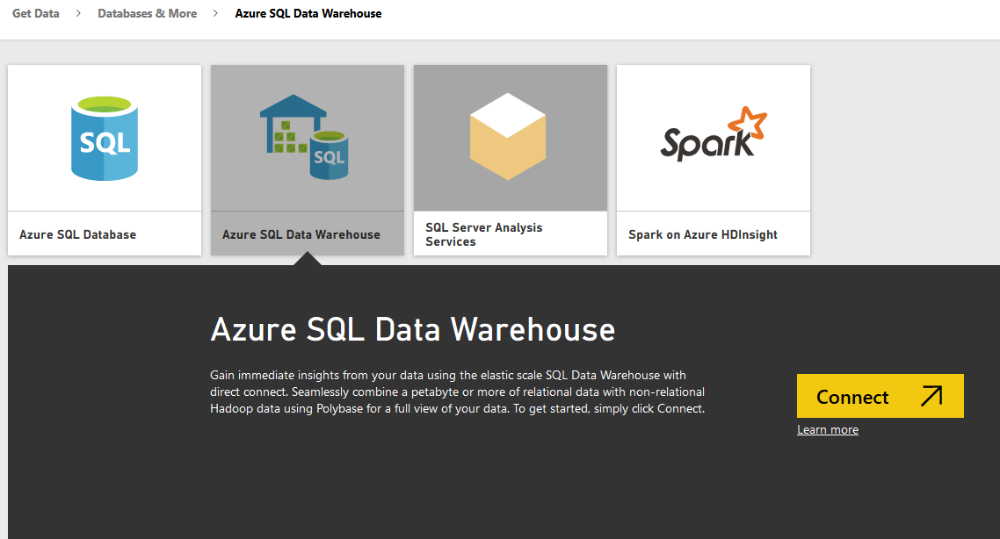 Get Data > Databases & More > Azure SQL Data Warehouse
SQL
SQL
Spark
Azure SQL Database
Azure SQL Data Warehouse
SQL Server Analysis
Services
Spark on Azure HDInsight
Azure SQL Data Warehouse
Gain immediate insights from your data using the elastic scale SQL Data Warehouse with
direct connect. Seamlessly combine a petabyte or more of relational data with non-relational
Hadoop data using Polybase for a full view of your data. To get started, simply click Connect.
Connect
Learn more